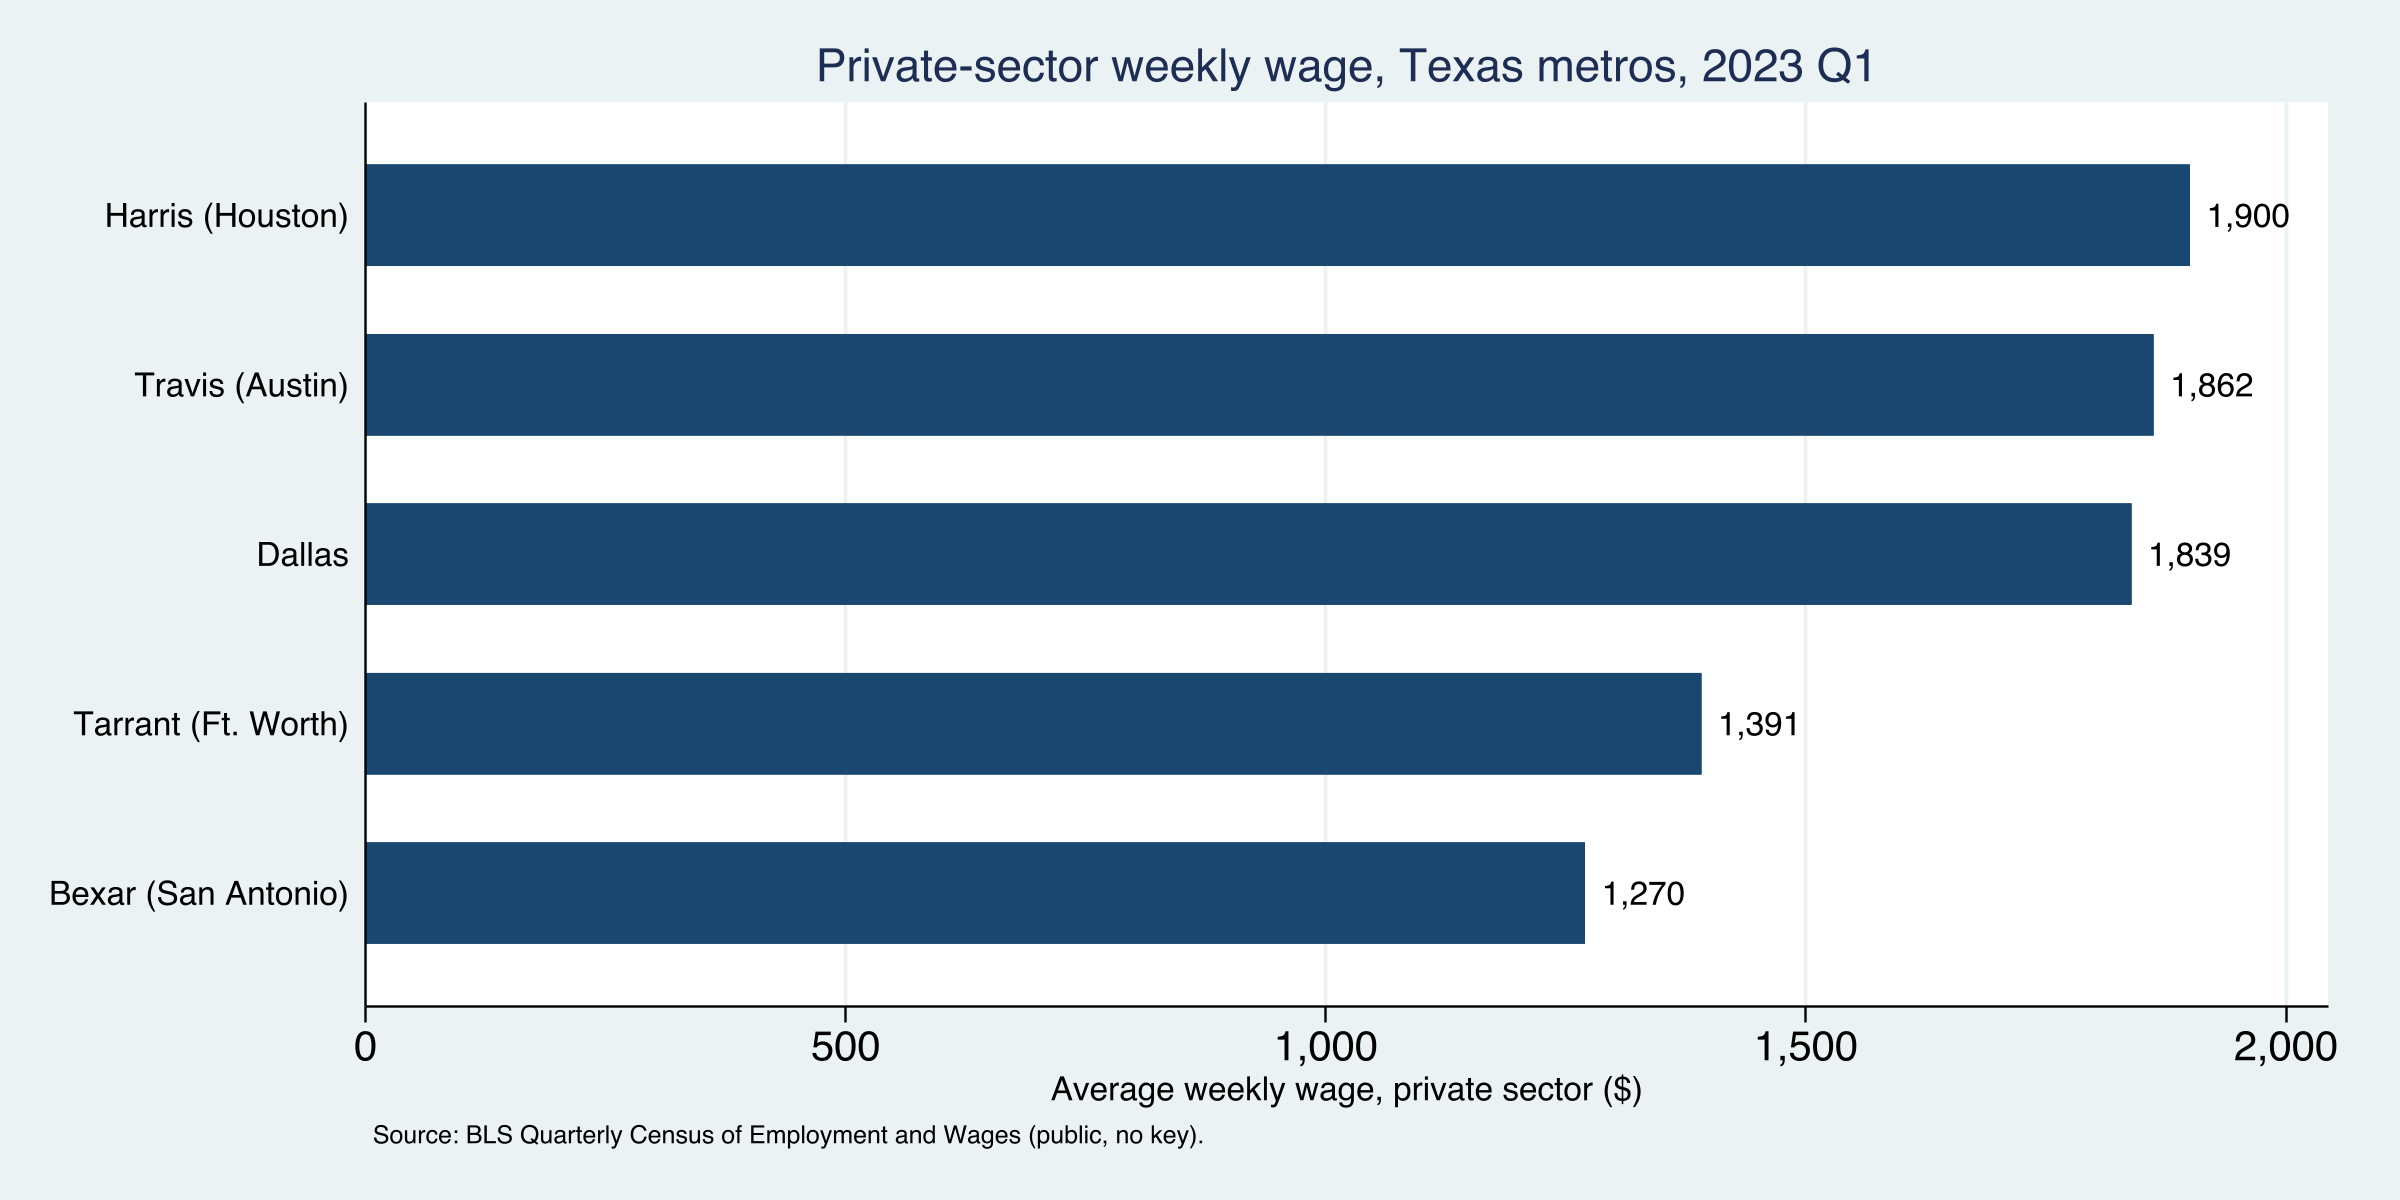 Private-sector weekly wage, Texas metros, 2023 Q1
Harris (Houston) 1,900
Travis (Austin) 1,862
Dallas 1,839
Tarrant (Ft. Worth) 1,391
Bexar (San Antonio) 1,270
0 500 1,000 1,500 2,000
Average weekly wage, private sector ($)
Source: BLS Quarterly Census of Employment and Wages (public, no key).